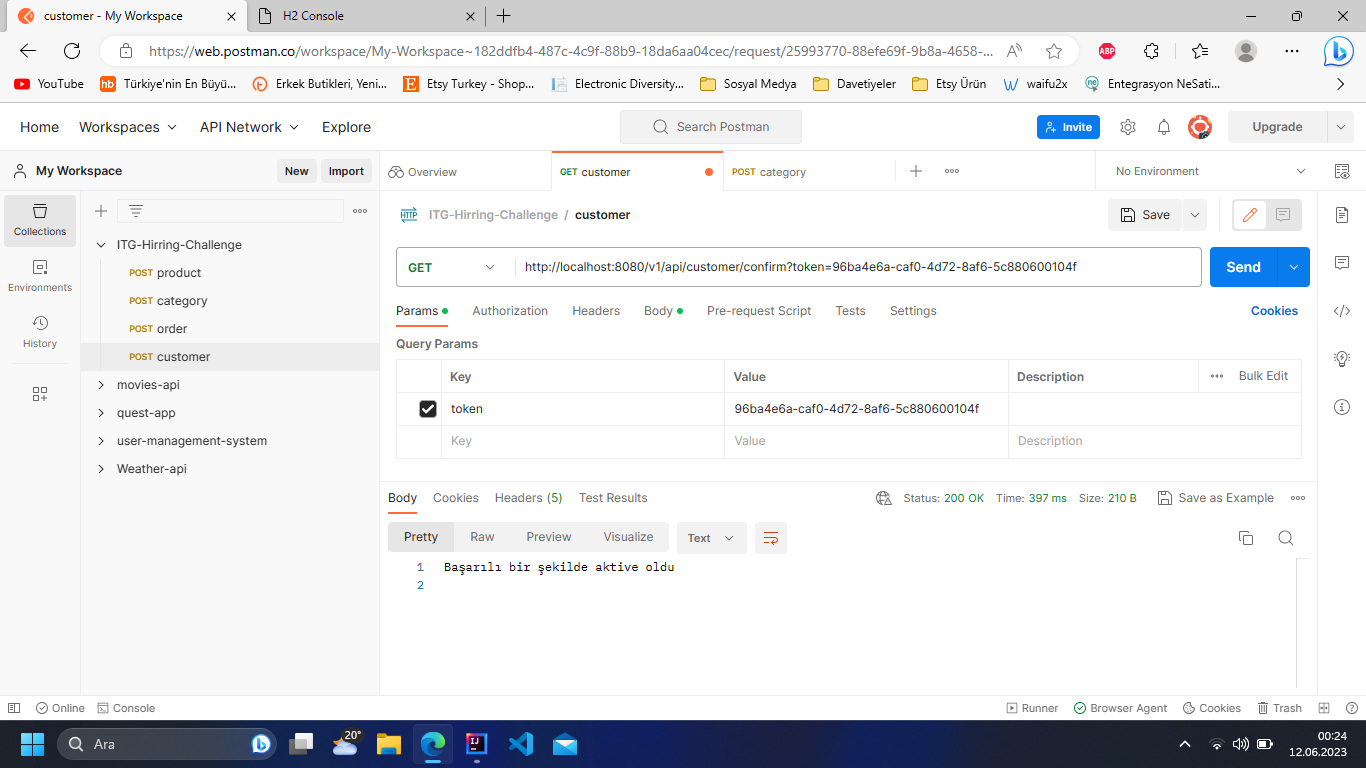 customer - My Workspace
H2 Console
https://web.postman.co/workspace/My-Workspace~182ddfb4-487c-4c9f-88b9-18da6aa04cec/request/25993770-88efe69f-9b8a-4658-...
YouTube
Türkiye'nin En Büyü...
Erkek Butikleri, Yeni...
Etsy Turkey - Shop...
Electronic Diversity...
Sosyal Medya
Davetiyeler
Etsy Ürün
waifu2x
Entegrasyon NeSati...
Home
Workspaces
API Network
Explore
Search Postman
Invite
Upgrade
My Workspace
New
Import
Overview
GET customer
POST category
No Environment
Collections
Environments
History
ITG-Hirring-Challenge
POST product
POST category
POST order
POST customer
movies-api
quest-app
user-management-system
Weather-api
HTTP
ITG-Hirring-Challenge / customer
Save
GET
http://localhost:8080/v1/api/customer/confirm?token=96ba4e6a-caf0-4d72-8af6-5c880600104f
Send
Params
Authorization
Headers
Body
Pre-request Script
Tests
Settings
Cookies
Query Params
Key
Value
Description
Bulk Edit
token
96ba4e6a-caf0-4d72-8af6-5c880600104f
Key
Value
Description
Body
Cookies
Headers (5)
Test Results
Status: 200 OK
Time: 397 ms
Size: 210 B
Save as Example
Pretty
Raw
Preview
Visualize
Text
1
Başarılı bir şekilde aktive oldu
2
Online
Console
Runner
Browser Agent
Cookies
Trash
Ara
20°
00:24
12.06.2023